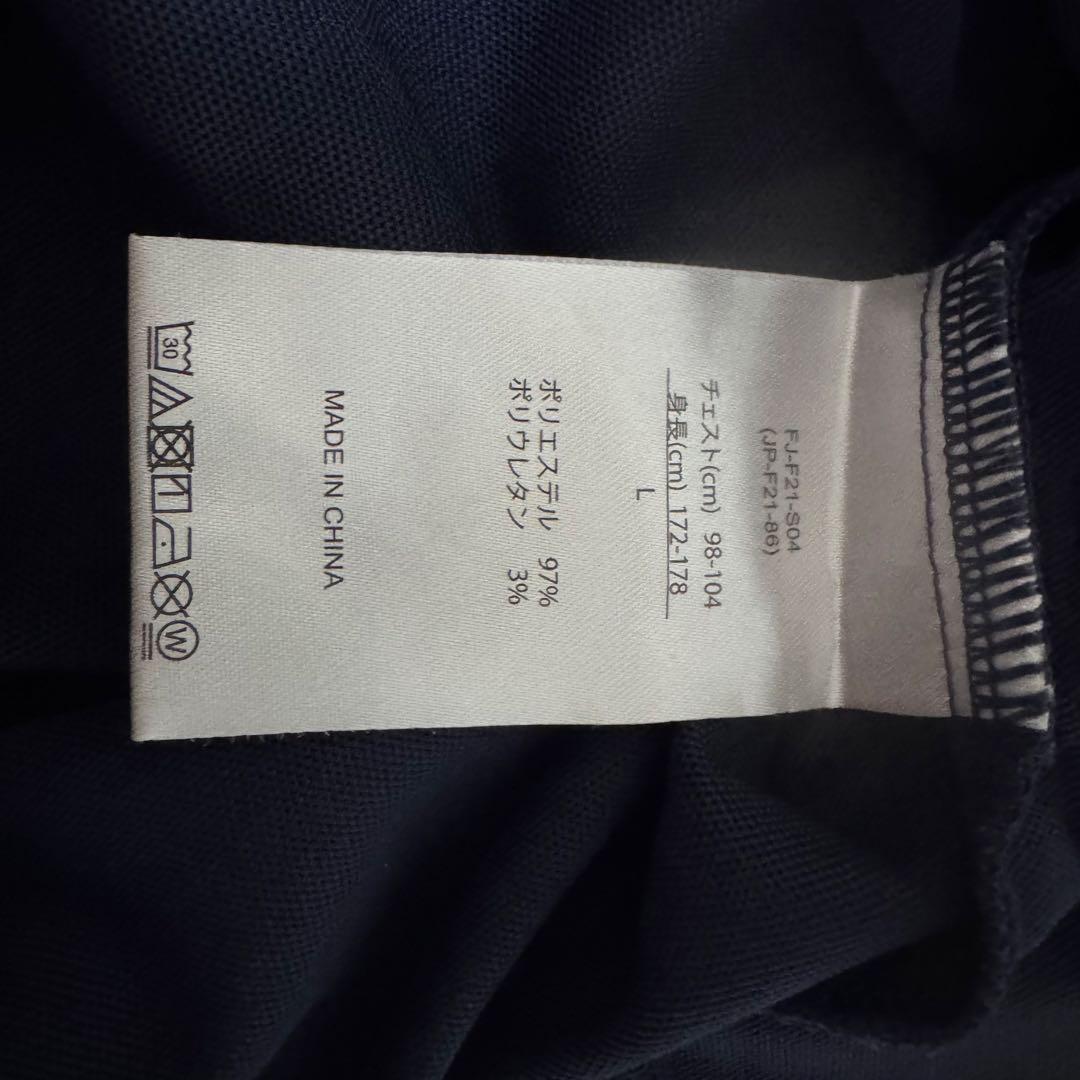 FJ-F21-S04
(JP-F21-86)
チェスト(cm) 98-104
身長(cm) 172-178
L
ポリエステル 97%
ポリウレタン 3%
MADE IN CHINA
30
W